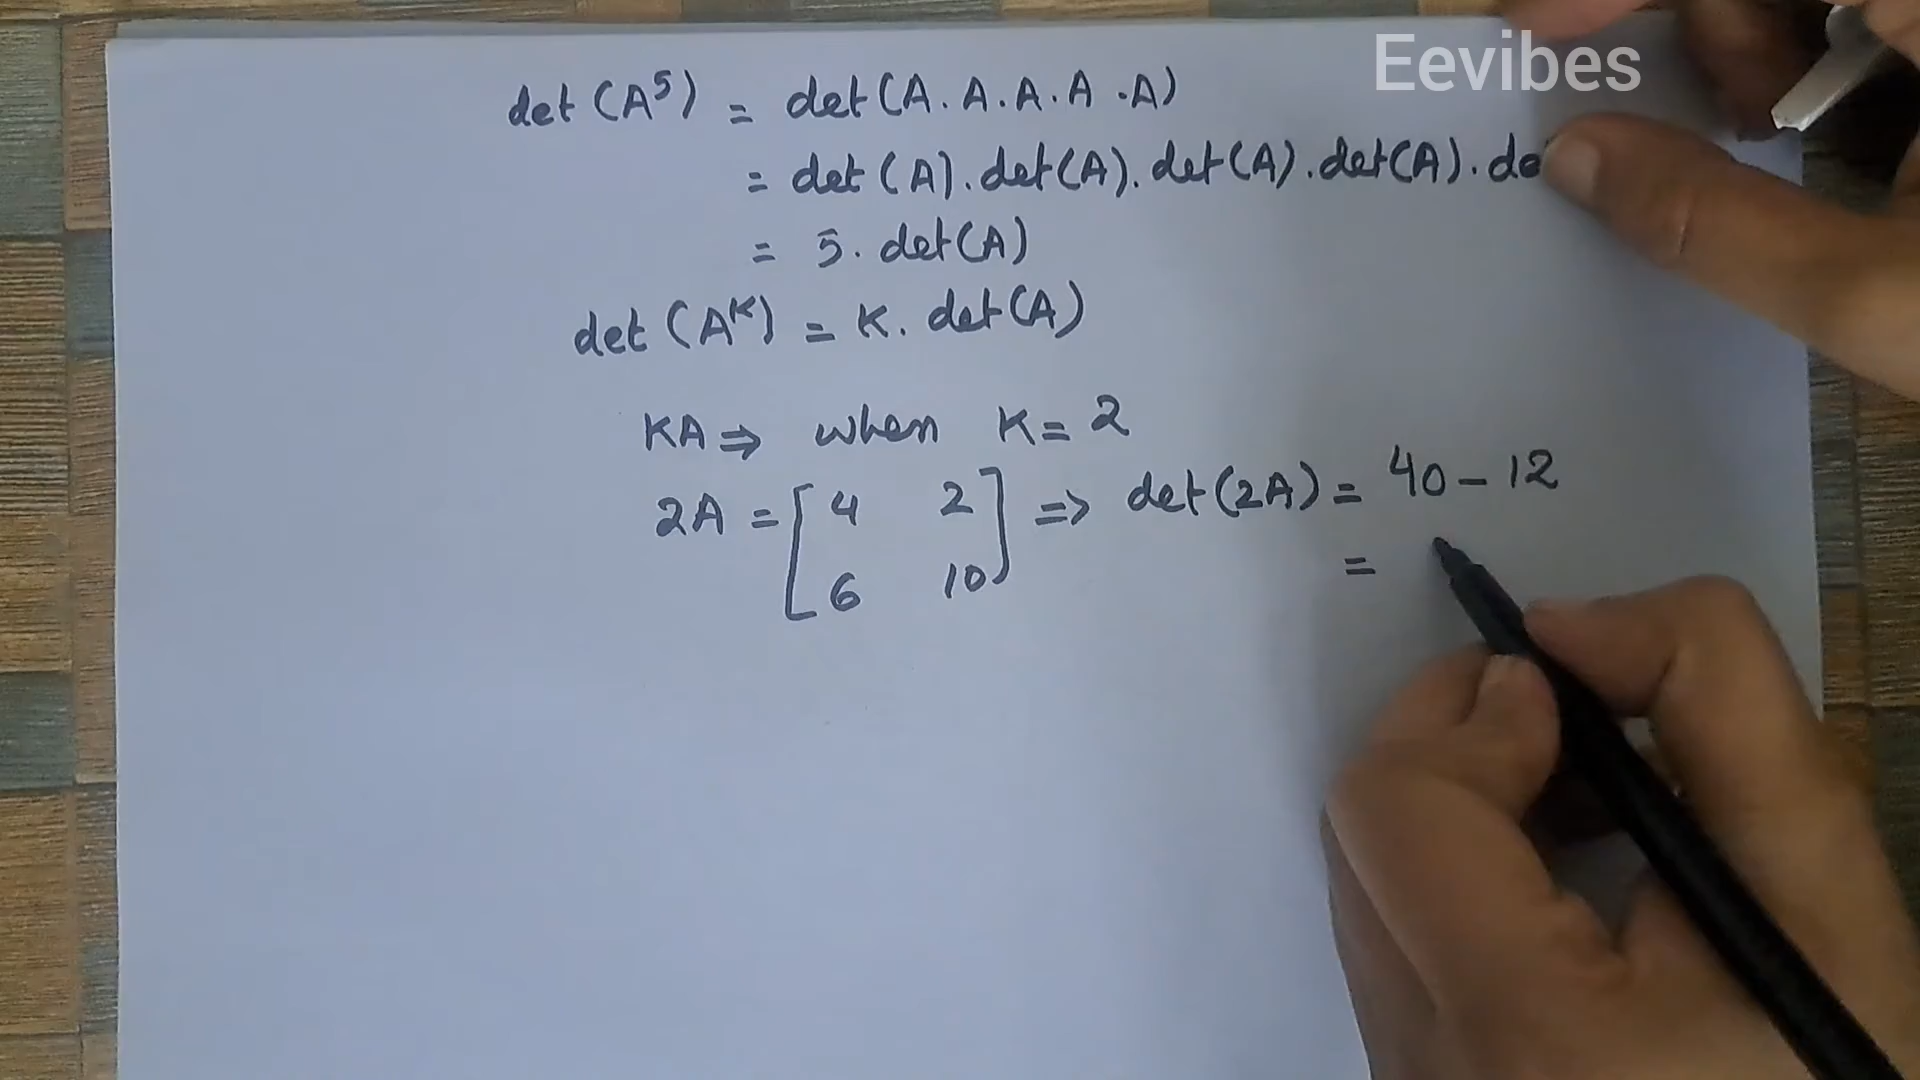 Eevibes
det (A⁵) = det (A . A . A . A . A)
= det (A) . det (A) . det (A) . det (A) .
= 5 . det (A)
det (Aᴷ) = K . det (A)
KA ⇒ when K = 2
2A = [ 4 2 ] ⇒ det (2A) = 40 - 12
6 10 =